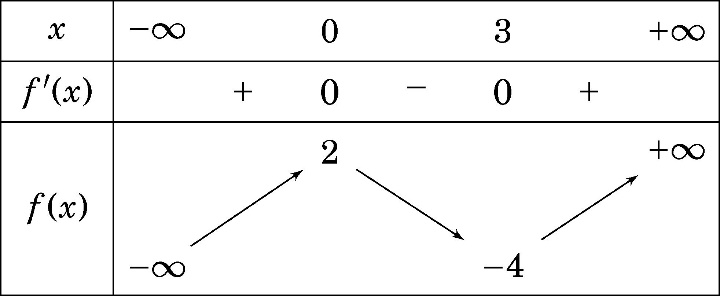 x −∞ 0 3 +∞
f′(x) + 0 − 0 +
2 +∞
f(x)
−∞ −4